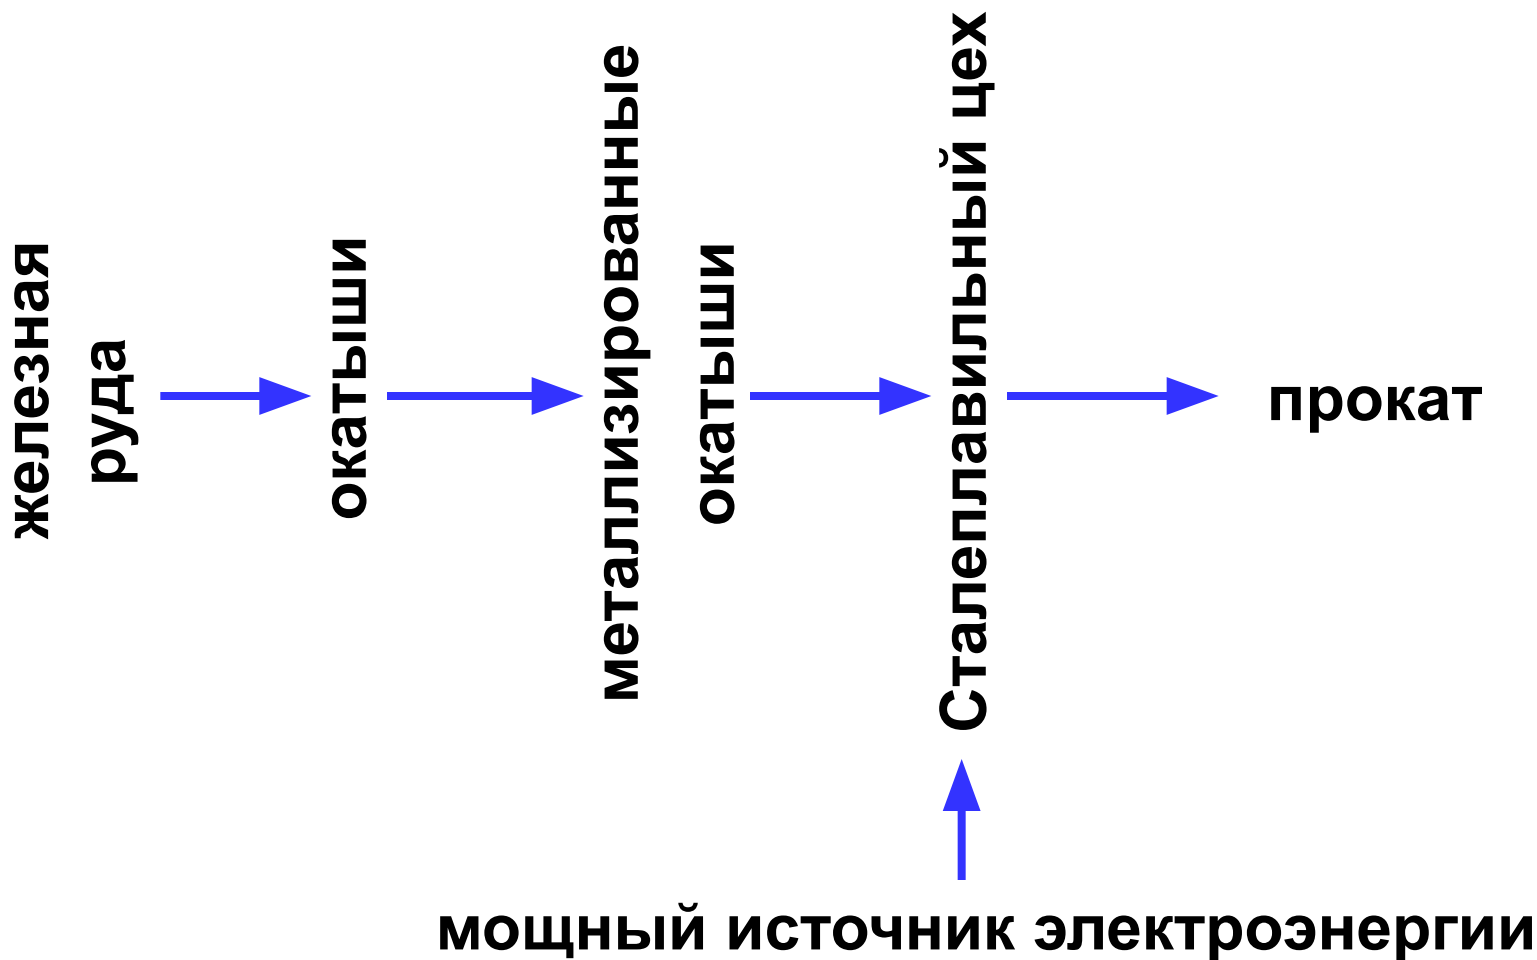 железная
руда
окатыши
металлизированные
окатыши
Сталеплавильный цех
прокат
мощный источник электроэнергии